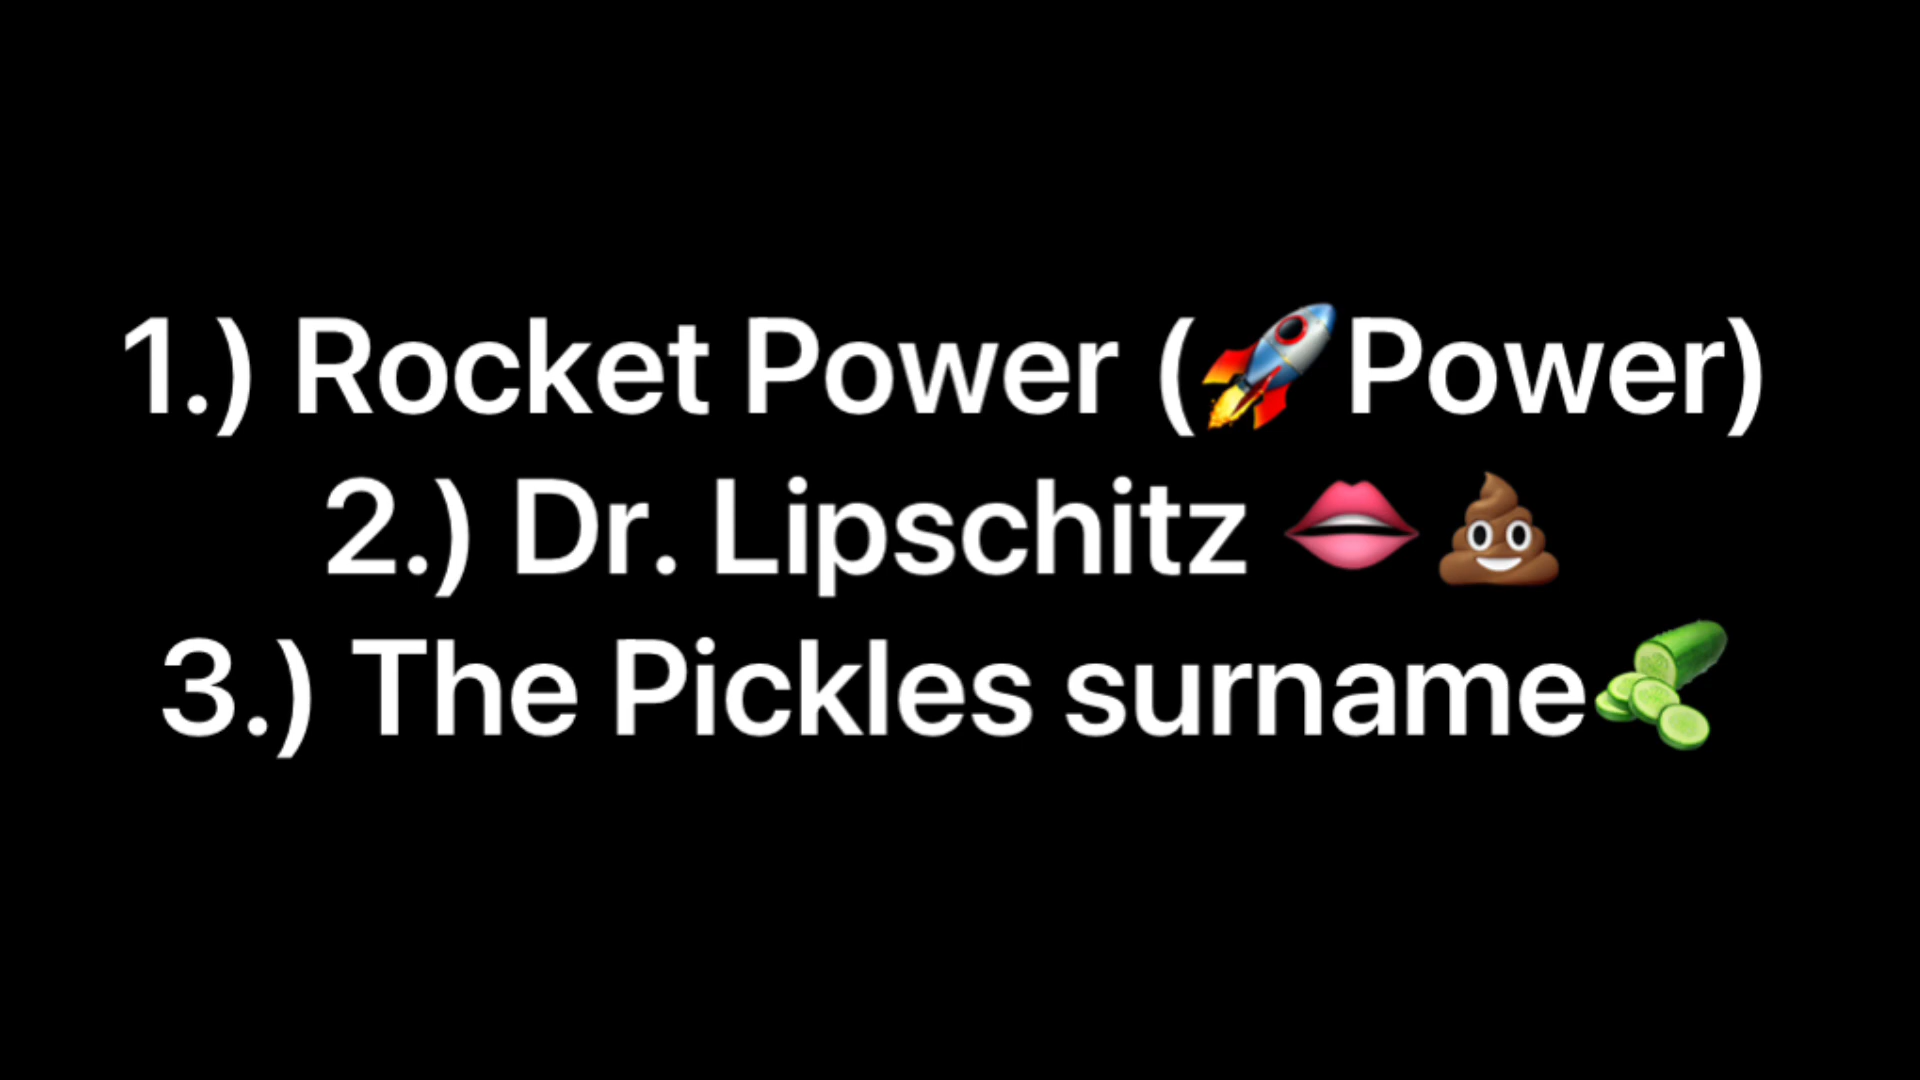 1.) Rocket Power (🚀Power)
2.) Dr. Lipschitz 👄💩
3.) The Pickles surname🥒